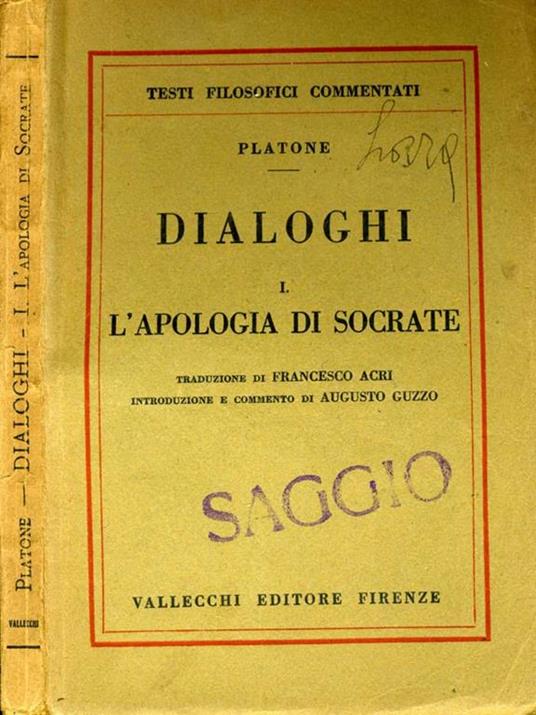 TESTI FILOSOFICI COMMENTATI
PLATONE
DIALOGHI
I.
L'APOLOGIA DI SOCRATE
TRADUZIONE DI FRANCESCO ACRI
INTRODUZIONE E COMMENTO DI AUGUSTO GUZZO
SAGGIO
VALLECCHI EDITORE FIRENZE
PLATONE — DIALOGHI - I. L'APOLOGIA DI SOCRATE
VALLECCHI